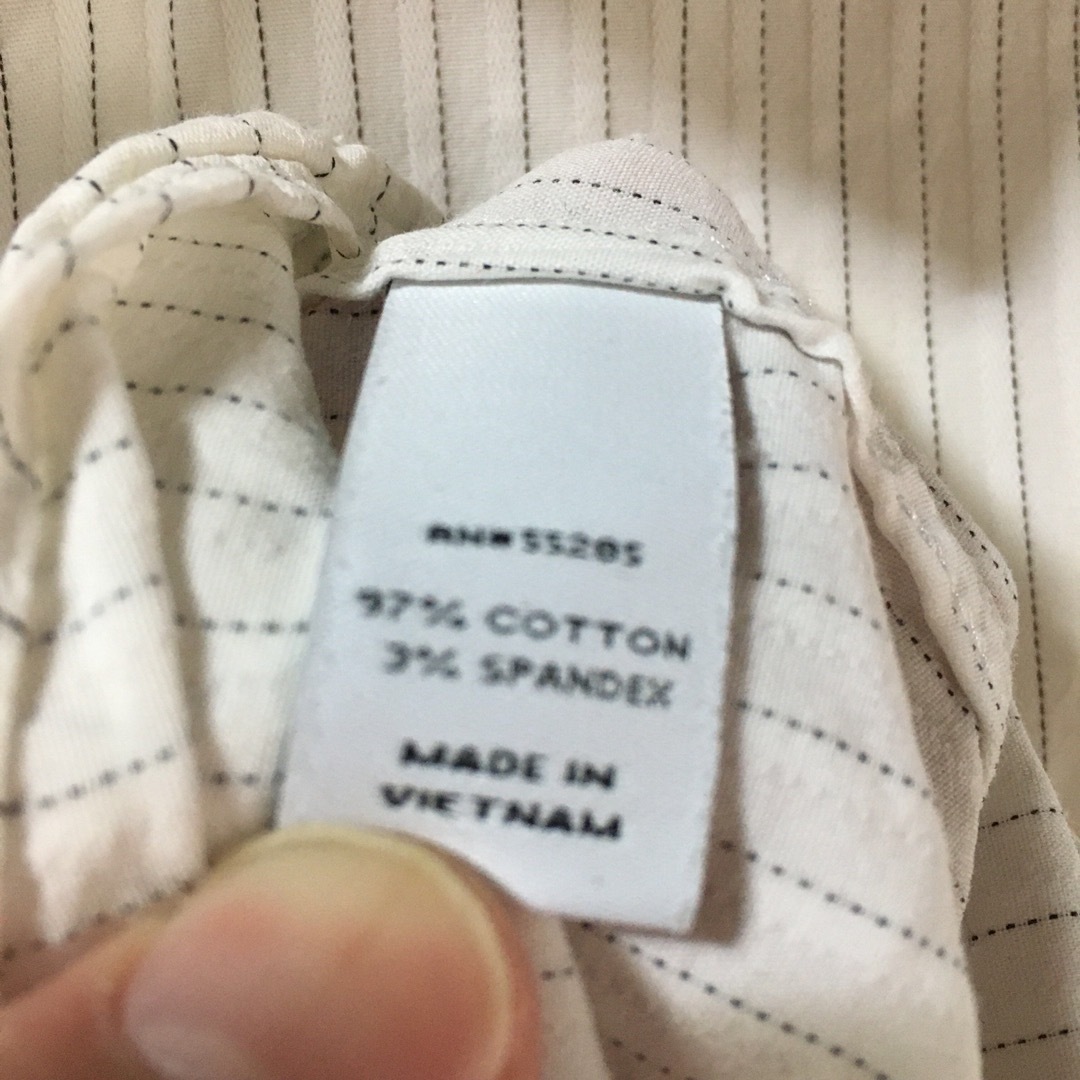 RN#55285
97% COTTON
3% SPANDEX
MADE IN
VIETNAM